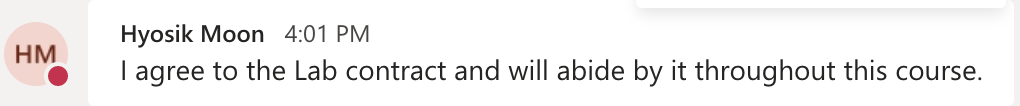 HM
Hyosik Moon 4:01 PM
I agree to the Lab contract and will abide by it throughout this course.